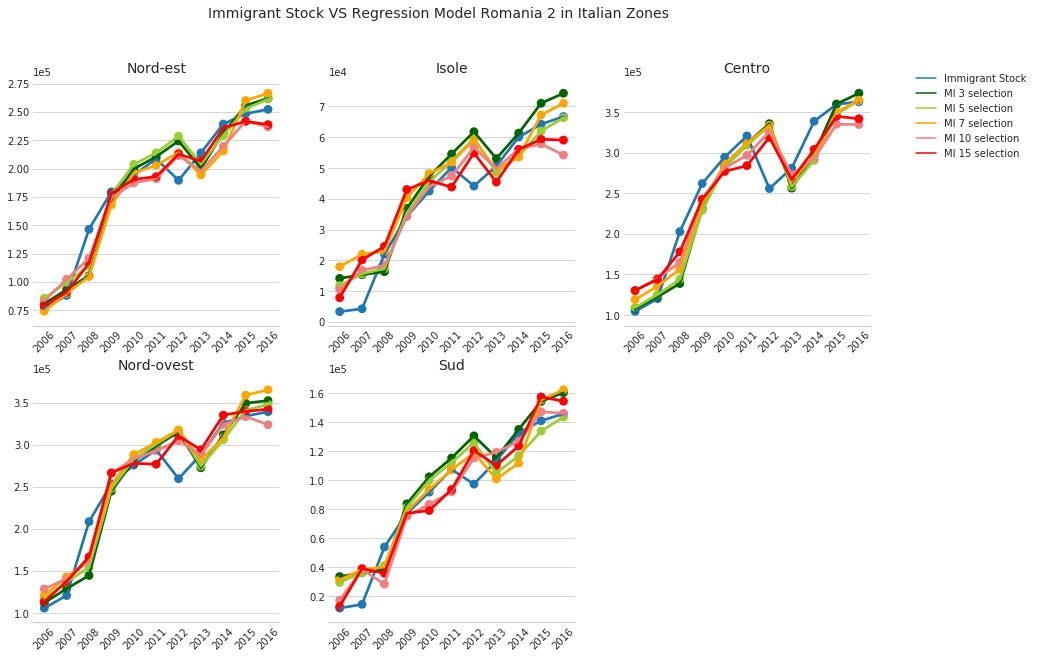 Immigrant Stock VS Regression Model Romania 2 in Italian Zones
Nord-est
1e5
2.75
2.50
2.25
2.00
1.75
1.50
1.25
1.00
0.75
2006 2007 2008 2009 2010 2011 2012 2013 2014 2015 2016
Isole
1e4
7
6
5
4
3
2
1
0
2006 2007 2008 2009 2010 2011 2012 2013 2014 2015 2016
Centro
1e5
3.5
3.0
2.5
2.0
1.5
1.0
2006 2007 2008 2009 2010 2011 2012 2013 2014 2015 2016
Immigrant Stock
MI 3 selection
MI 5 selection
MI 7 selection
MI 10 selection
MI 15 selection
Nord-ovest
1e5
3.5
3.0
2.5
2.0
1.5
1.0
2006 2007 2008 2009 2010 2011 2012 2013 2014 2015 2016
Sud
1e5
1.6
1.4
1.2
1.0
0.8
0.6
0.4
0.2
2006 2007 2008 2009 2010 2011 2012 2013 2014 2015 2016